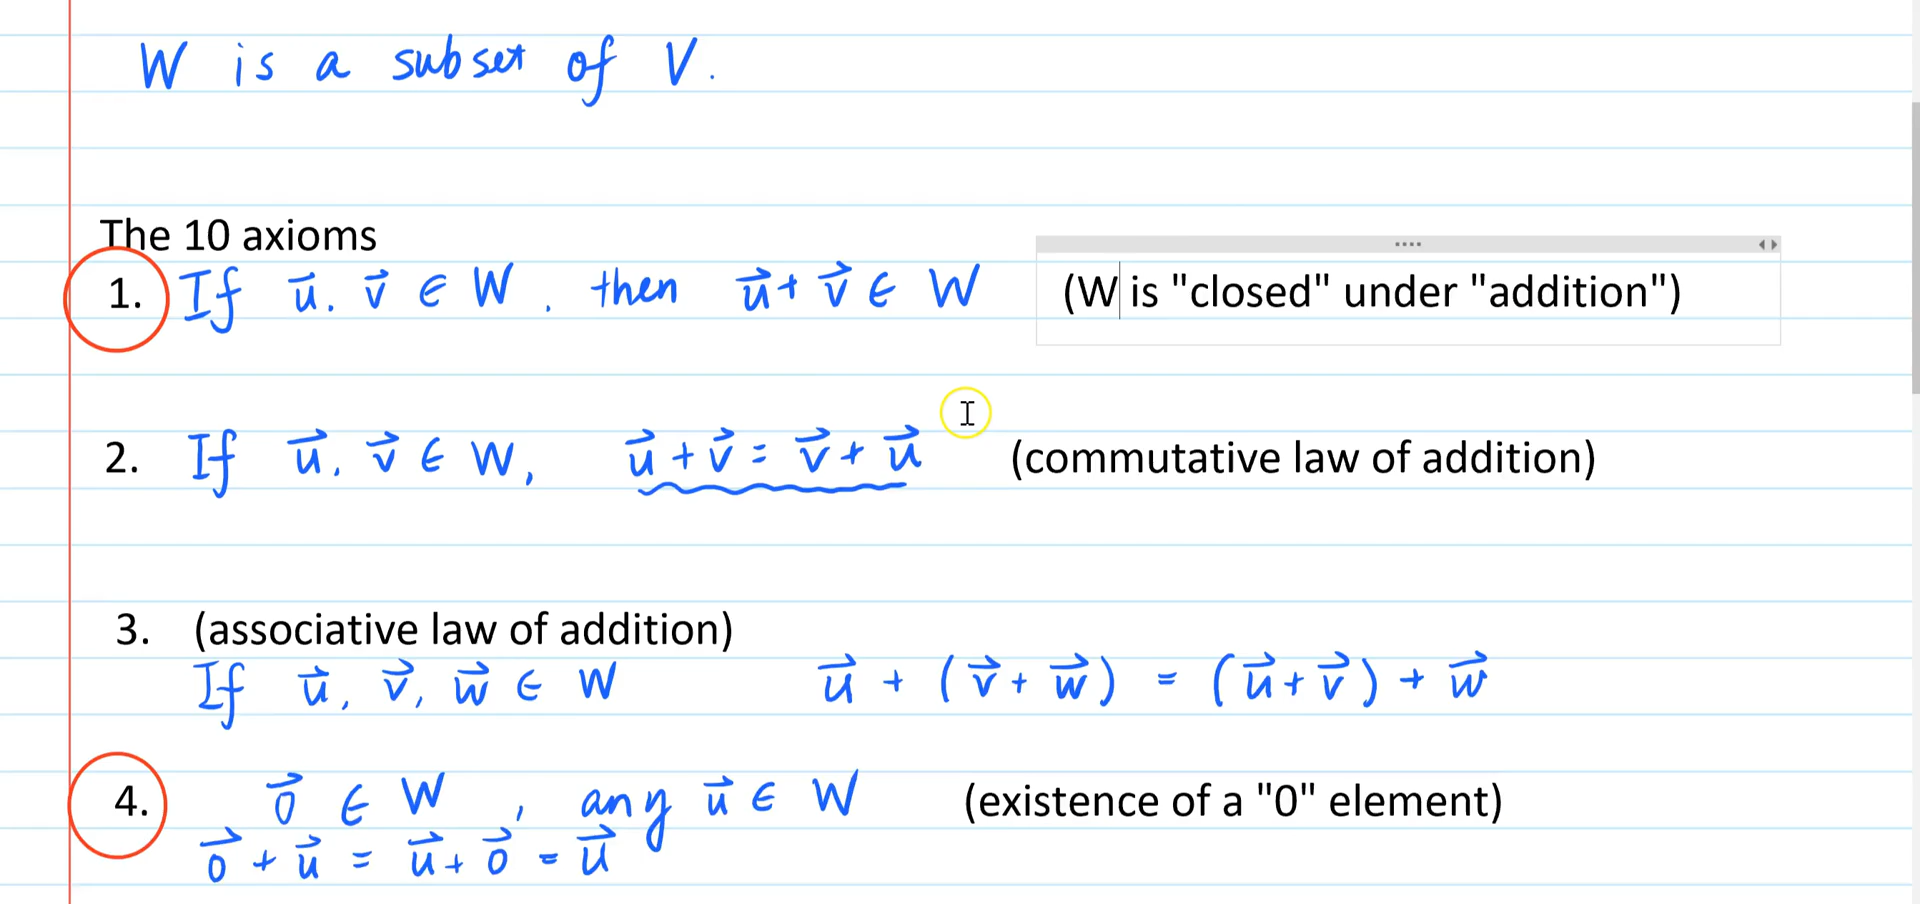 W is a subset of V.
The 10 axioms
1. If u⃗, v⃗ ∈ W, then u⃗ + v⃗ ∈ W (W is "closed" under "addition")
2. If u⃗, v⃗ ∈ W, u⃗ + v⃗ = v⃗ + u⃗ (commutative law of addition)
3. (associative law of addition)
If u⃗, v⃗, w⃗ ∈ W u⃗ + (v⃗ + w⃗) = (u⃗ + v⃗) + w⃗
4. 0⃗ ∈ W, any u⃗ ∈ W (existence of a "0" element)
0⃗ + u⃗ = u⃗ + 0⃗ = u⃗